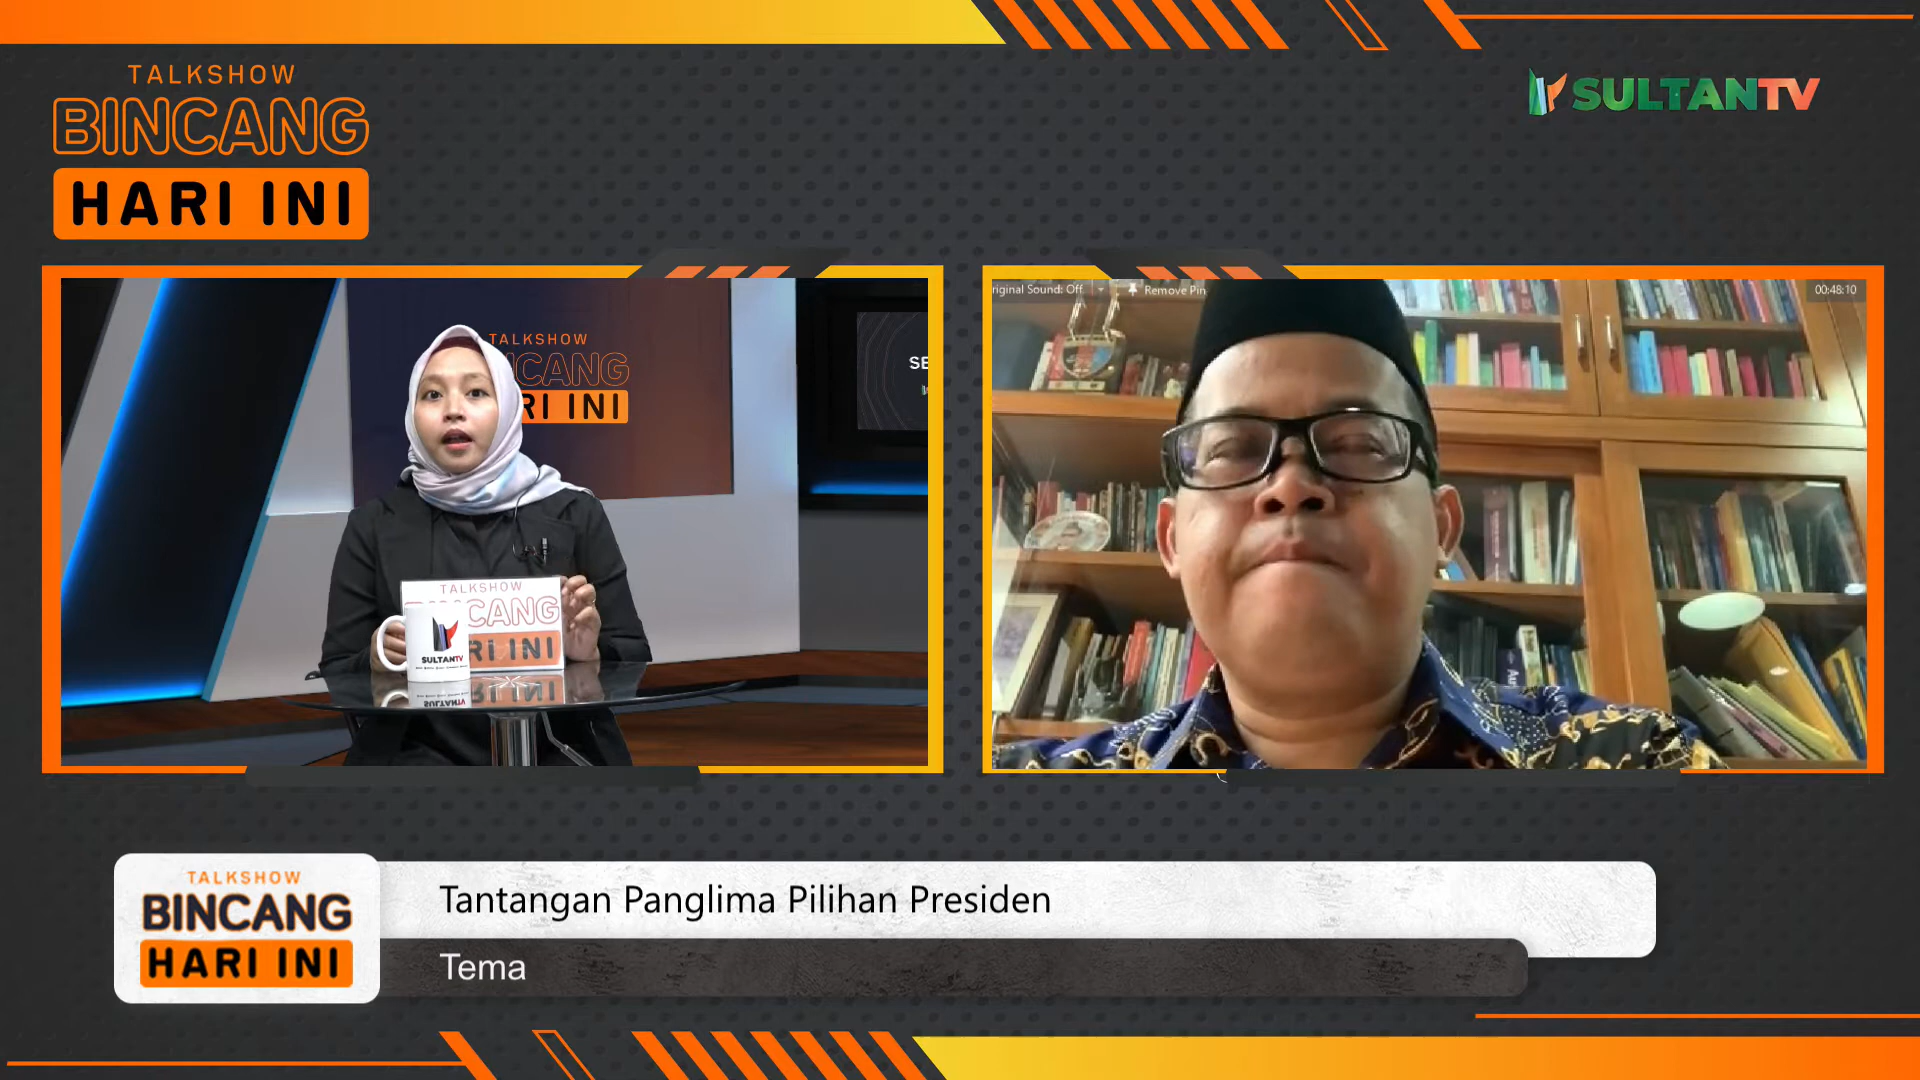 TALKSHOW
BINCANG
HARI INI
SULTANTV
TALKSHOW
CANG
RI INI
SE
TALKSHOW
CANG
RI INI
SULTANTV
riginal Sound: Off
Remove Pin
00:48:10
TALKSHOW
BINCANG
HARI INI
Tantangan Panglima Pilihan Presiden
Tema